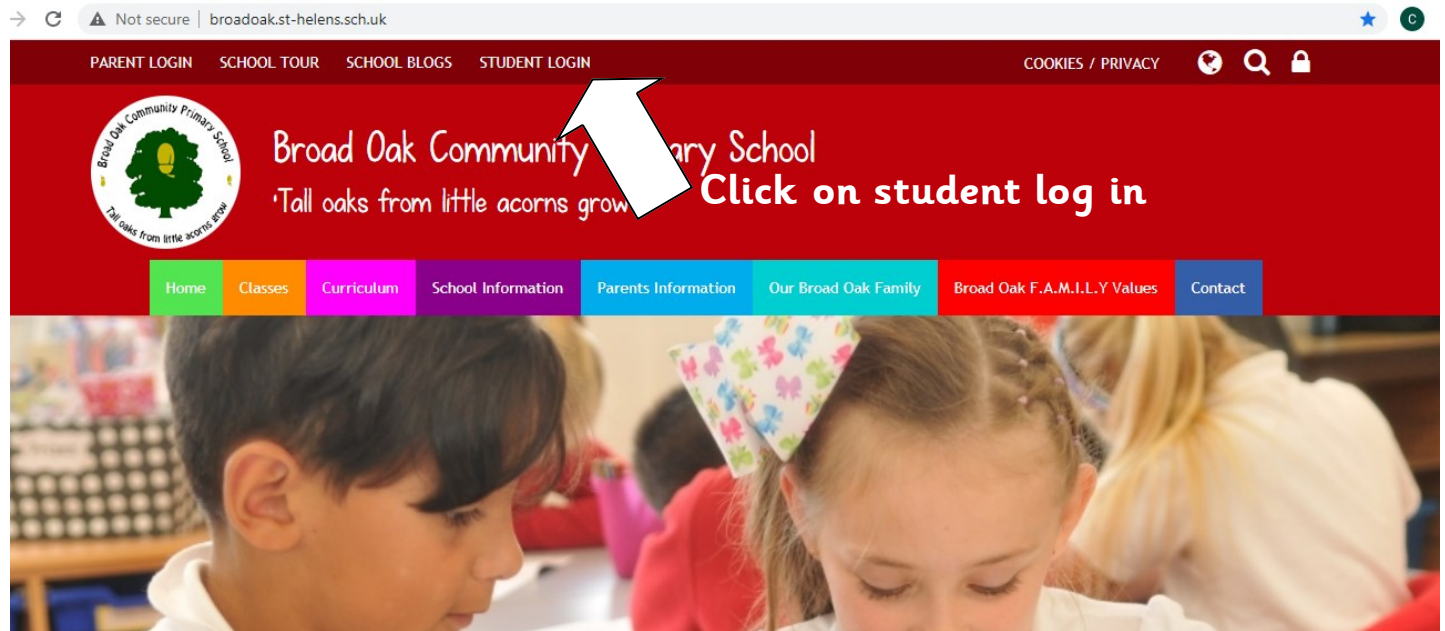 Not secure | broadoak.st-helens.sch.uk
C
PARENT LOGIN SCHOOL TOUR SCHOOL BLOGS STUDENT LOGIN COOKIES / PRIVACY
Broad Oak Community Primary School
Tall oaks from little acorns grow
Broad Oak Community ary School
'Tall oaks from little acorns grow
Click on student log in
Home Classes Curriculum School Information Parents Information Our Broad Oak Family Broad Oak F.A.M.I.L.Y Values Contact